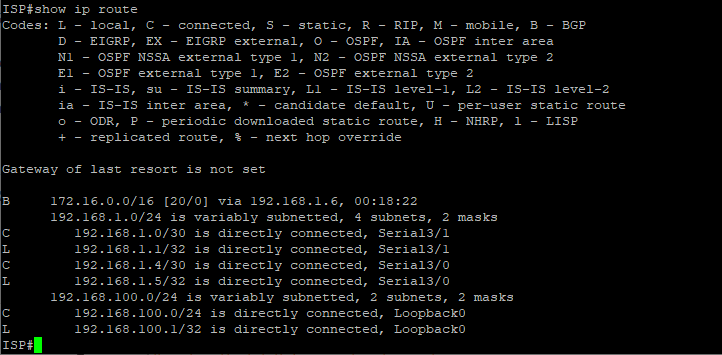 ISP#show ip route
Codes: L - local, C - connected, S - static, R - RIP, M - mobile, B - BGP
       D - EIGRP, EX - EIGRP external, O - OSPF, IA - OSPF inter area
       N1 - OSPF NSSA external type 1, N2 - OSPF NSSA external type 2
       E1 - OSPF external type 1, E2 - OSPF external type 2
       i - IS-IS, su - IS-IS summary, L1 - IS-IS level-1, L2 - IS-IS level-2
       ia - IS-IS inter area, * - candidate default, U - per-user static route
       o - ODR, P - periodic downloaded static route, H - NHRP, l - LISP
       + - replicated route, % - next hop override

Gateway of last resort is not set

B     172.16.0.0/16 [20/0] via 192.168.1.6, 00:18:22
      192.168.1.0/24 is variably subnetted, 4 subnets, 2 masks
C        192.168.1.0/30 is directly connected, Serial3/1
L        192.168.1.1/32 is directly connected, Serial3/1
C        192.168.1.4/30 is directly connected, Serial3/0
L        192.168.1.5/32 is directly connected, Serial3/0
      192.168.100.0/24 is variably subnetted, 2 subnets, 2 masks
C        192.168.100.0/24 is directly connected, Loopback0
L        192.168.100.1/32 is directly connected, Loopback0
ISP#